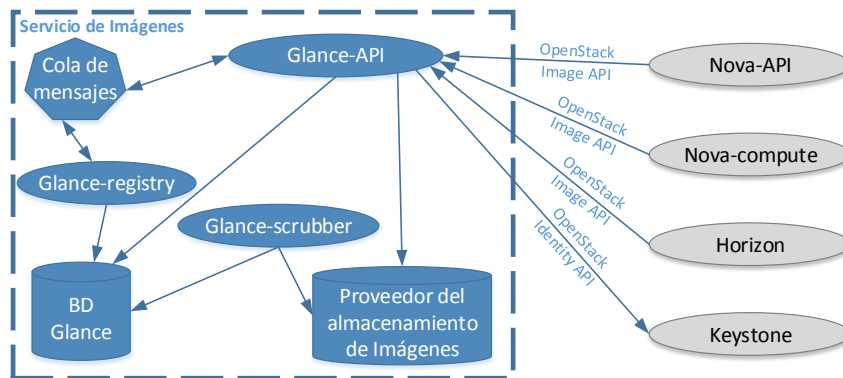 Servicio de Imágenes
Cola de
mensajes
Glance-API
Glance-registry
Glance-scrubber
BD
Glance
Proveedor del
almacenamiento
de Imágenes
OpenStack
Image API
OpenStack
Image API
OpenStack
Image API
OpenStack
Identity API
Nova-API
Nova-compute
Horizon
Keystone